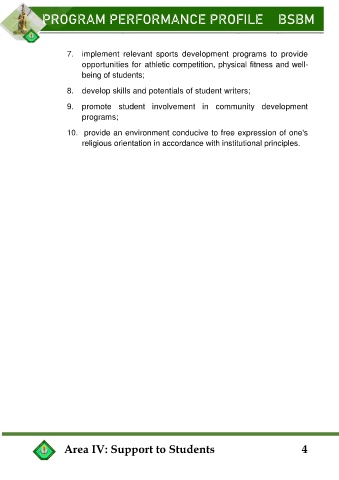 PROGRAM PERFORMANCE PROFILE BSBM
7. implement relevant sports development programs to provide
opportunities for athletic competition, physical fitness and well-
being of students;
8. develop skills and potentials of student writers;
9. promote student involvement in community development
programs;
10. provide an environment conducive to free expression of one's
religious orientation in accordance with institutional principles.
Area IV: Support to Students 4